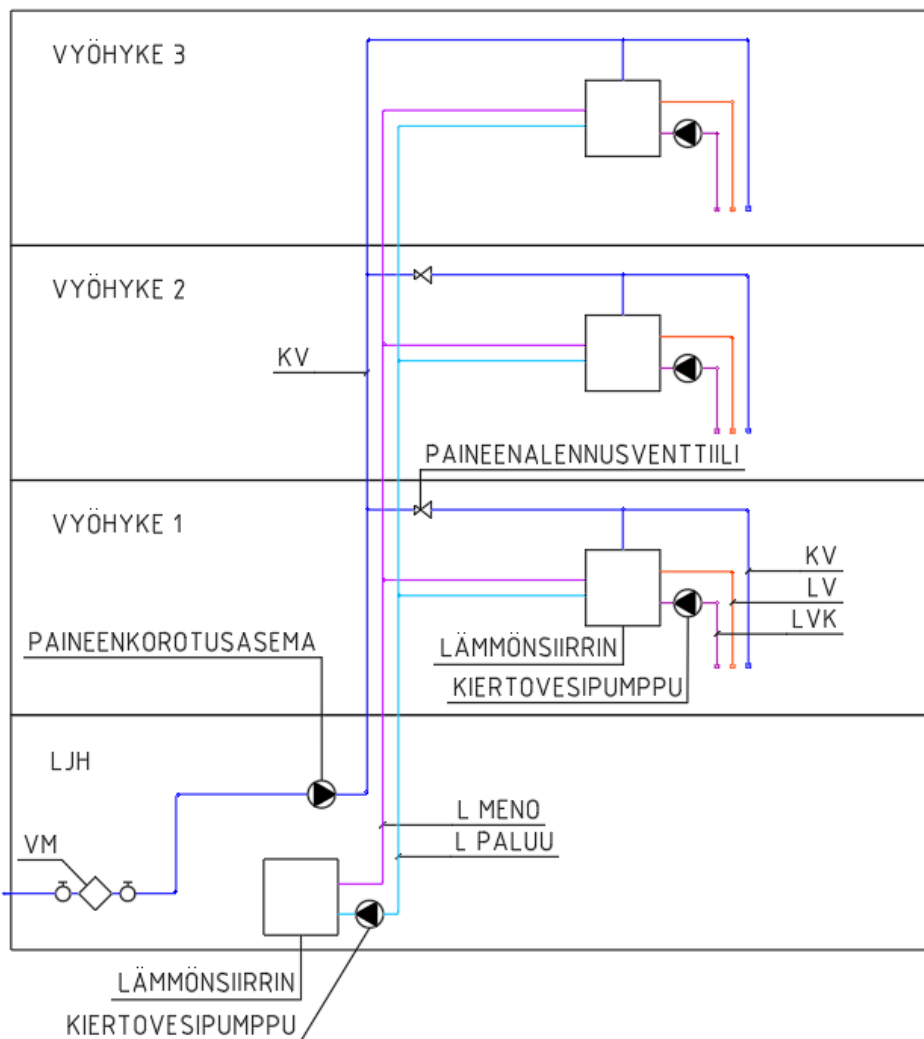 VYÖHYKE 3
VYÖHYKE 2
KV
PAINEENALENNUSVENTTIILI
VYÖHYKE 1
KV
LV
LVK
PAINEENKOROTUSASEMA
LÄMMÖNSIIRRIN
KIERTOVESIPUMPPU
LJH
L MENO
L PALUU
VM
LÄMMÖNSIIRRIN
KIERTOVESIPUMPPU